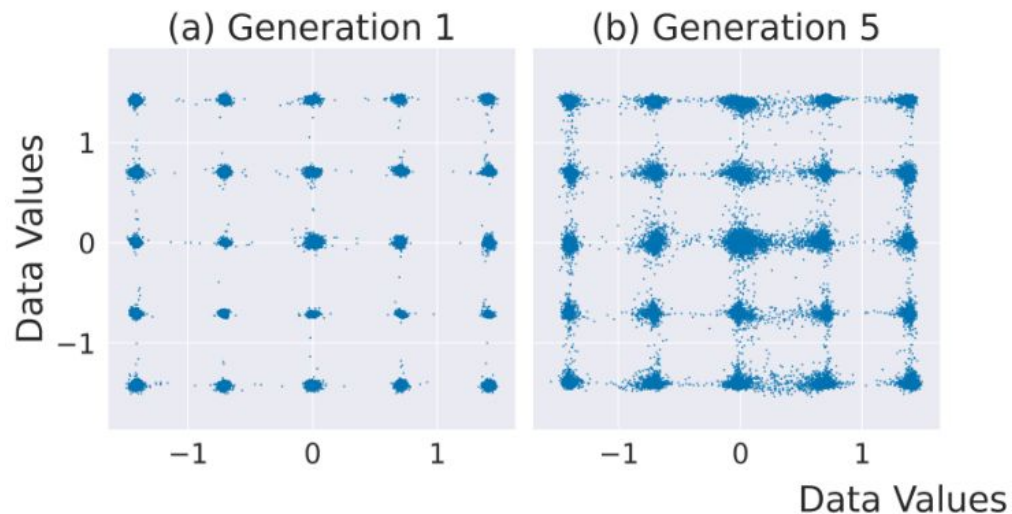 (a) Generation 1
(b) Generation 5
Data Values
1
0
−1
−1 0 1
−1 0 1
Data Values